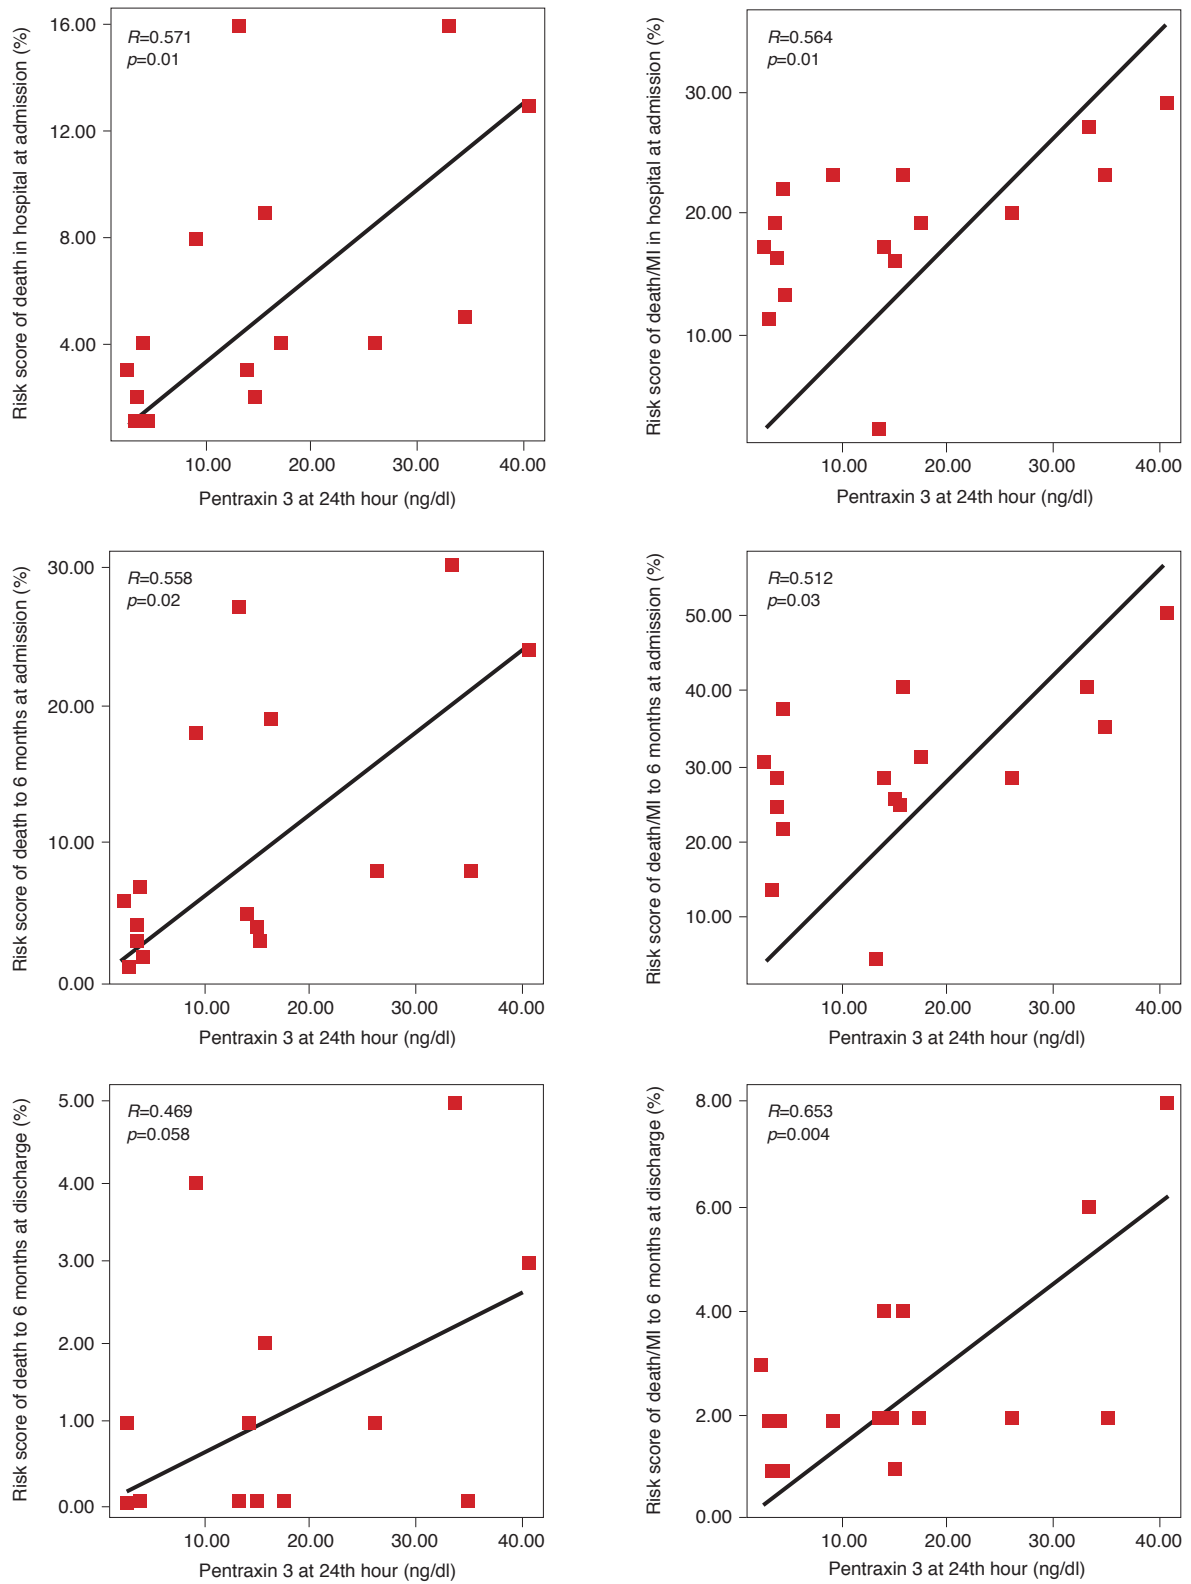 Risk score of death in hospital at admission (%)
16.00
12.00
8.00
4.00
R=0.571
p=0.01
10.00 20.00 30.00 40.00
Pentraxin 3 at 24th hour (ng/dl)
Risk score of death/MI in hospital at admission (%)
30.00
20.00
10.00
R=0.564
p=0.01
10.00 20.00 30.00 40.00
Pentraxin 3 at 24th hour (ng/dl)
Risk score of death to 6 months at admission (%)
30.00
20.00
10.00
0.00
R=0.558
p=0.02
10.00 20.00 30.00 40.00
Pentraxin 3 at 24th hour (ng/dl)
Risk score of death/MI to 6 months at admission (%)
50.00
40.00
30.00
20.00
10.00
R=0.512
p=0.03
10.00 20.00 30.00 40.00
Pentraxin 3 at 24th hour (ng/dl)
Risk score of death to 6 months at discharge (%)
5.00
4.00
3.00
2.00
1.00
0.00
R=0.469
p=0.058
10.00 20.00 30.00 40.00
Pentraxin 3 at 24th hour (ng/dl)
Risk score of death/MI to 6 months at discharge (%)
8.00
6.00
4.00
2.00
0.00
R=0.653
p=0.004
10.00 20.00 30.00 40.00
Pentraxin 3 at 24th hour (ng/dl)